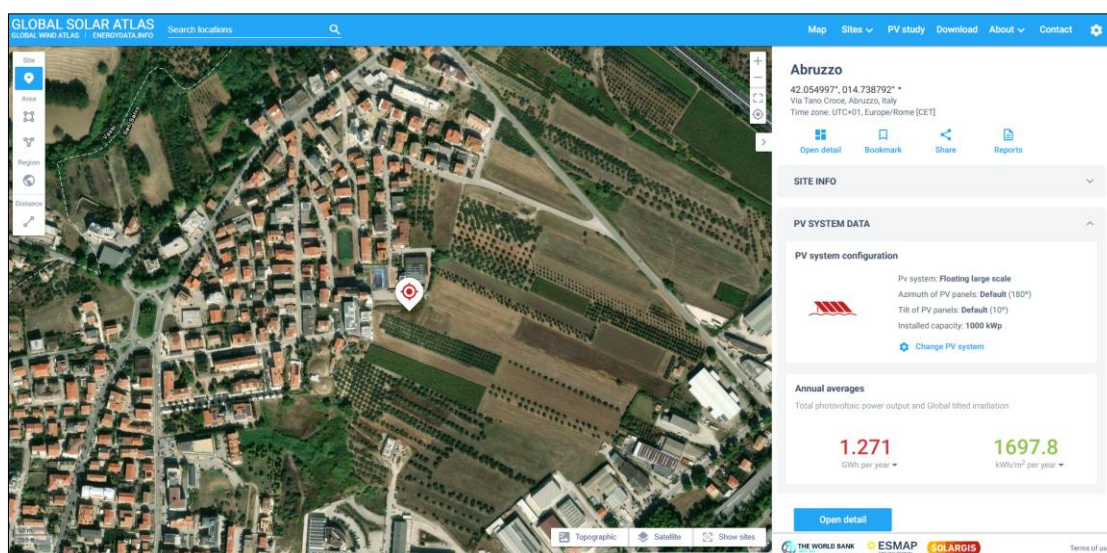 GLOBAL SOLAR ATLAS
GLOBAL WIND ATLAS | ENERGYDATA.INFO
Search locations
Map Sites PV study Download About Contact
Site
Area
Region
Distance
Vasto
San Salvo
Abruzzo
42.054997°, 014.738792°
Via Tano Croce, Abruzzo, Italy
Time zone: UTC+01, Europe/Rome [CET]
Open detail Bookmark Share Reports
SITE INFO
PV SYSTEM DATA
PV system configuration
Pv system: Floating large scale
Azimuth of PV panels: Default (180º)
Tilt of PV panels: Default (10º)
Installed capacity: 1000 kWp
Change PV system
Annual averages
Total photovoltaic power output and Global tilted irradiation
1.271 1697.8
GWh per year kWh/m² per year
Open detail
Topographic Satellite Show sites
THE WORLD BANK ESMAP SOLARGIS Terms of us